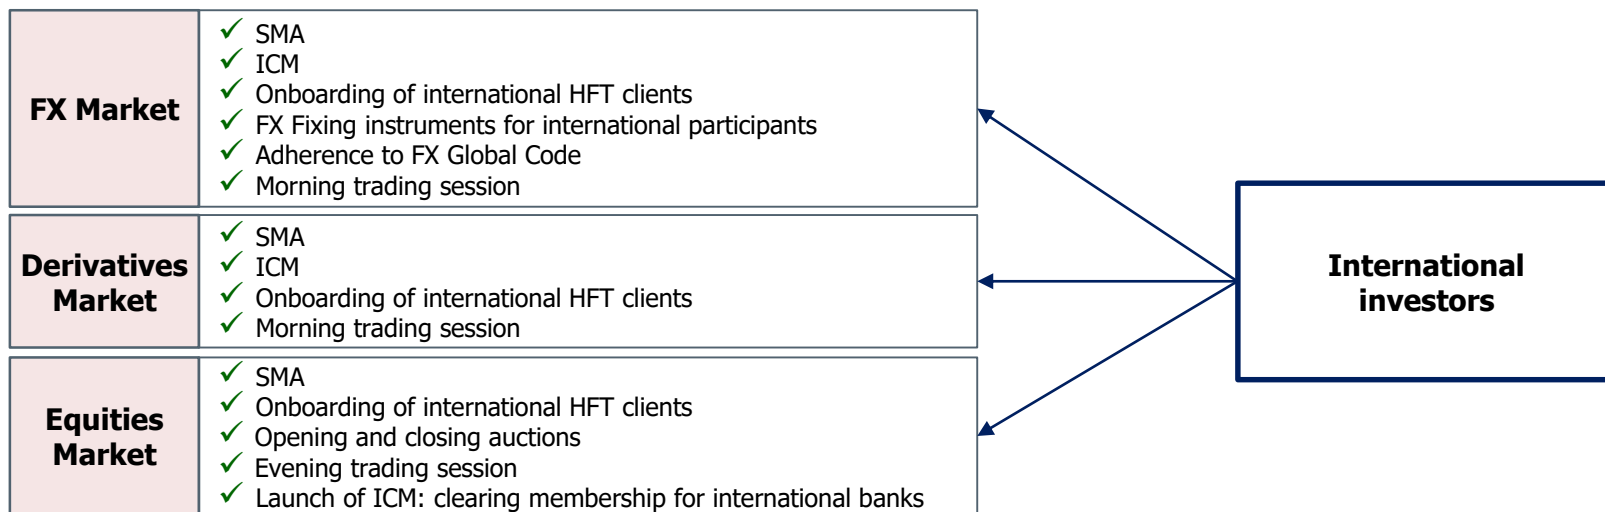 FX Market
SMA
ICM
Onboarding of international HFT clients
FX Fixing instruments for international participants
Adherence to FX Global Code
Morning trading session
Derivatives
Market
SMA
ICM
Onboarding of international HFT clients
Morning trading session
Equities
Market
SMA
Onboarding of international HFT clients
Opening and closing auctions
Evening trading session
Launch of ICM: clearing membership for international banks
International
investors